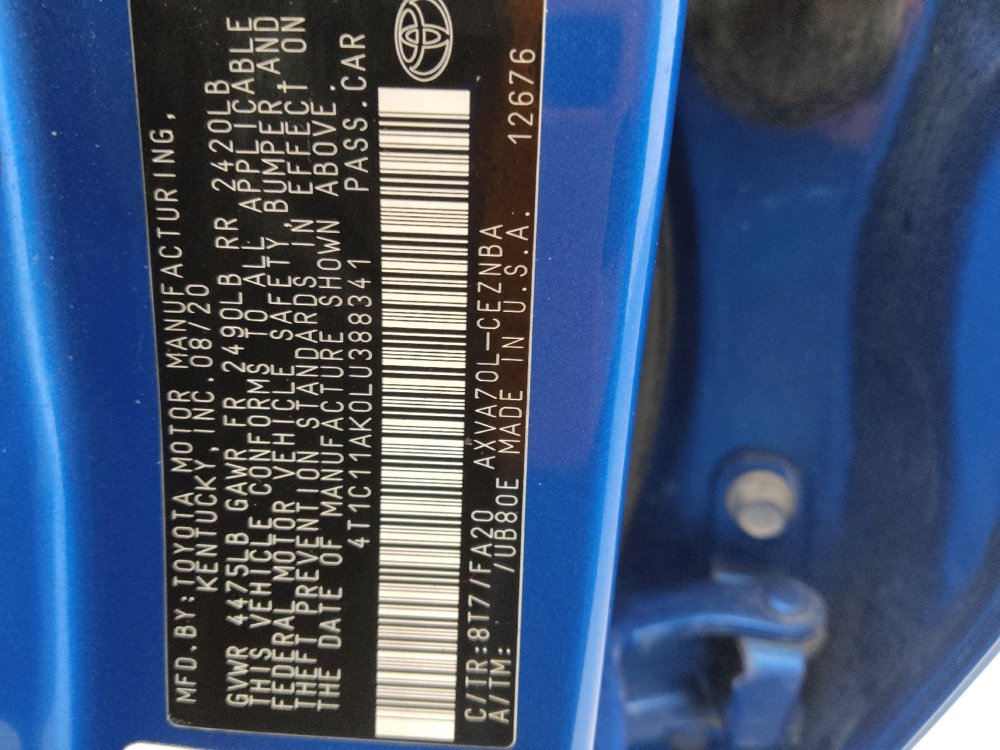 MFD.BY:TOYOTA MOTOR MANUFACTURING,
KENTUCKY, INC.08/20
GVWR 4475LB GAWR FR 2490LB RR 2420LB
THIS VEHICLE CONFORMS TO ALL APPLICABLE
FEDERAL MOTOR VEHICLE SAFETY, BUMPER AND
THEFT PREVENTION STANDARDS IN EFFECT ON
THE DATE OF MANUFACTURE SHOWN ABOVE.
4T1C11AK0LU388341 PASS.CAR
C/TR:8T7/FA20 AXVA70L-CEZNBA 12676
A/TM: /UB80E MADE IN U.S.A.